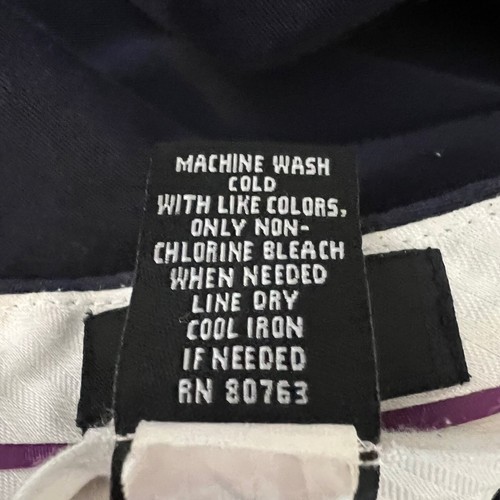 MACHINE WASH
COLD
WITH LIKE COLORS,
ONLY NON-
CHLORINE BLEACH
WHEN NEEDED
LINE DRY
COOL IRON
IF NEEDED
RN 80763